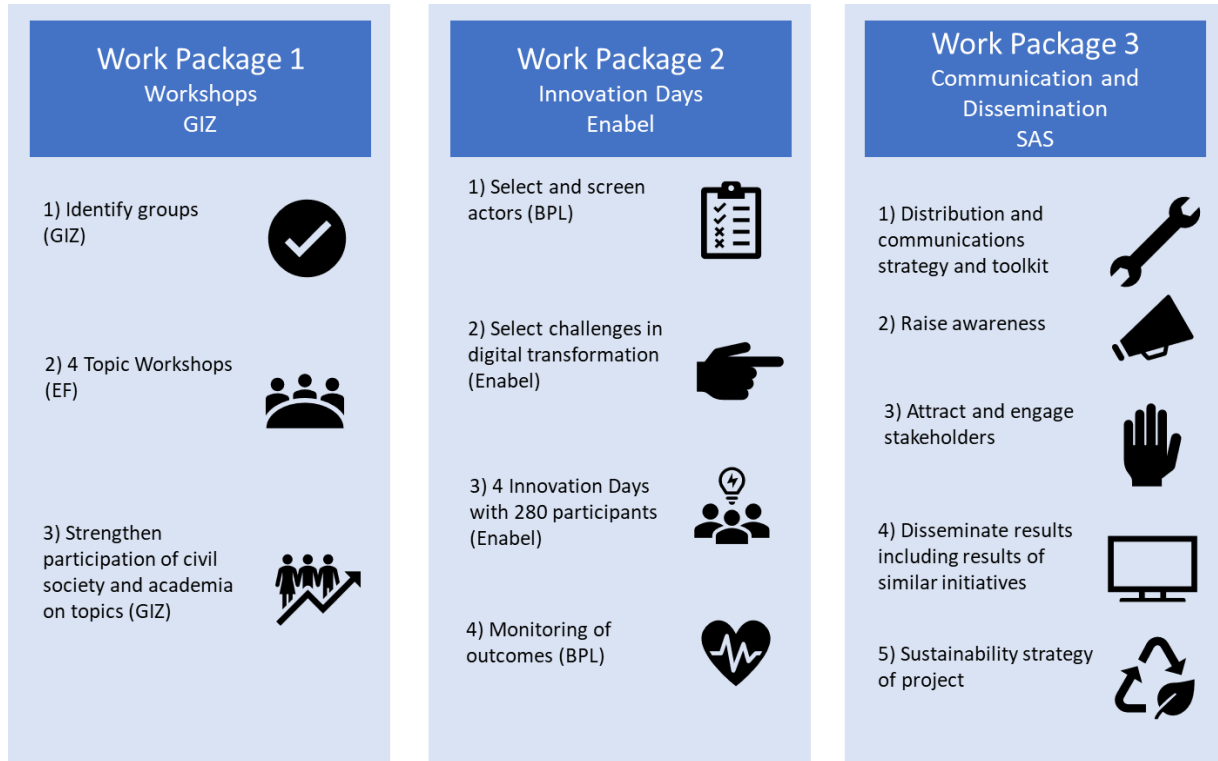 Work Package 1
Workshops
GIZ
1) Identify groups
(GIZ)
2) 4 Topic Workshops
(EF)
3) Strengthen
participation of civil
society and academia
on topics (GIZ)
Work Package 2
Innovation Days
Enabel
1) Select and screen
actors (BPL)
2) Select challenges in
digital transformation
(Enabel)
3) 4 Innovation Days
with 280 participants
(Enabel)
4) Monitoring of
outcomes (BPL)
Work Package 3
Communication and
Dissemination
SAS
1) Distribution and
communications
strategy and toolkit
2) Raise awareness
3) Attract and engage
stakeholders
4) Disseminate results
including results of
similar initiatives
5) Sustainability strategy
of project